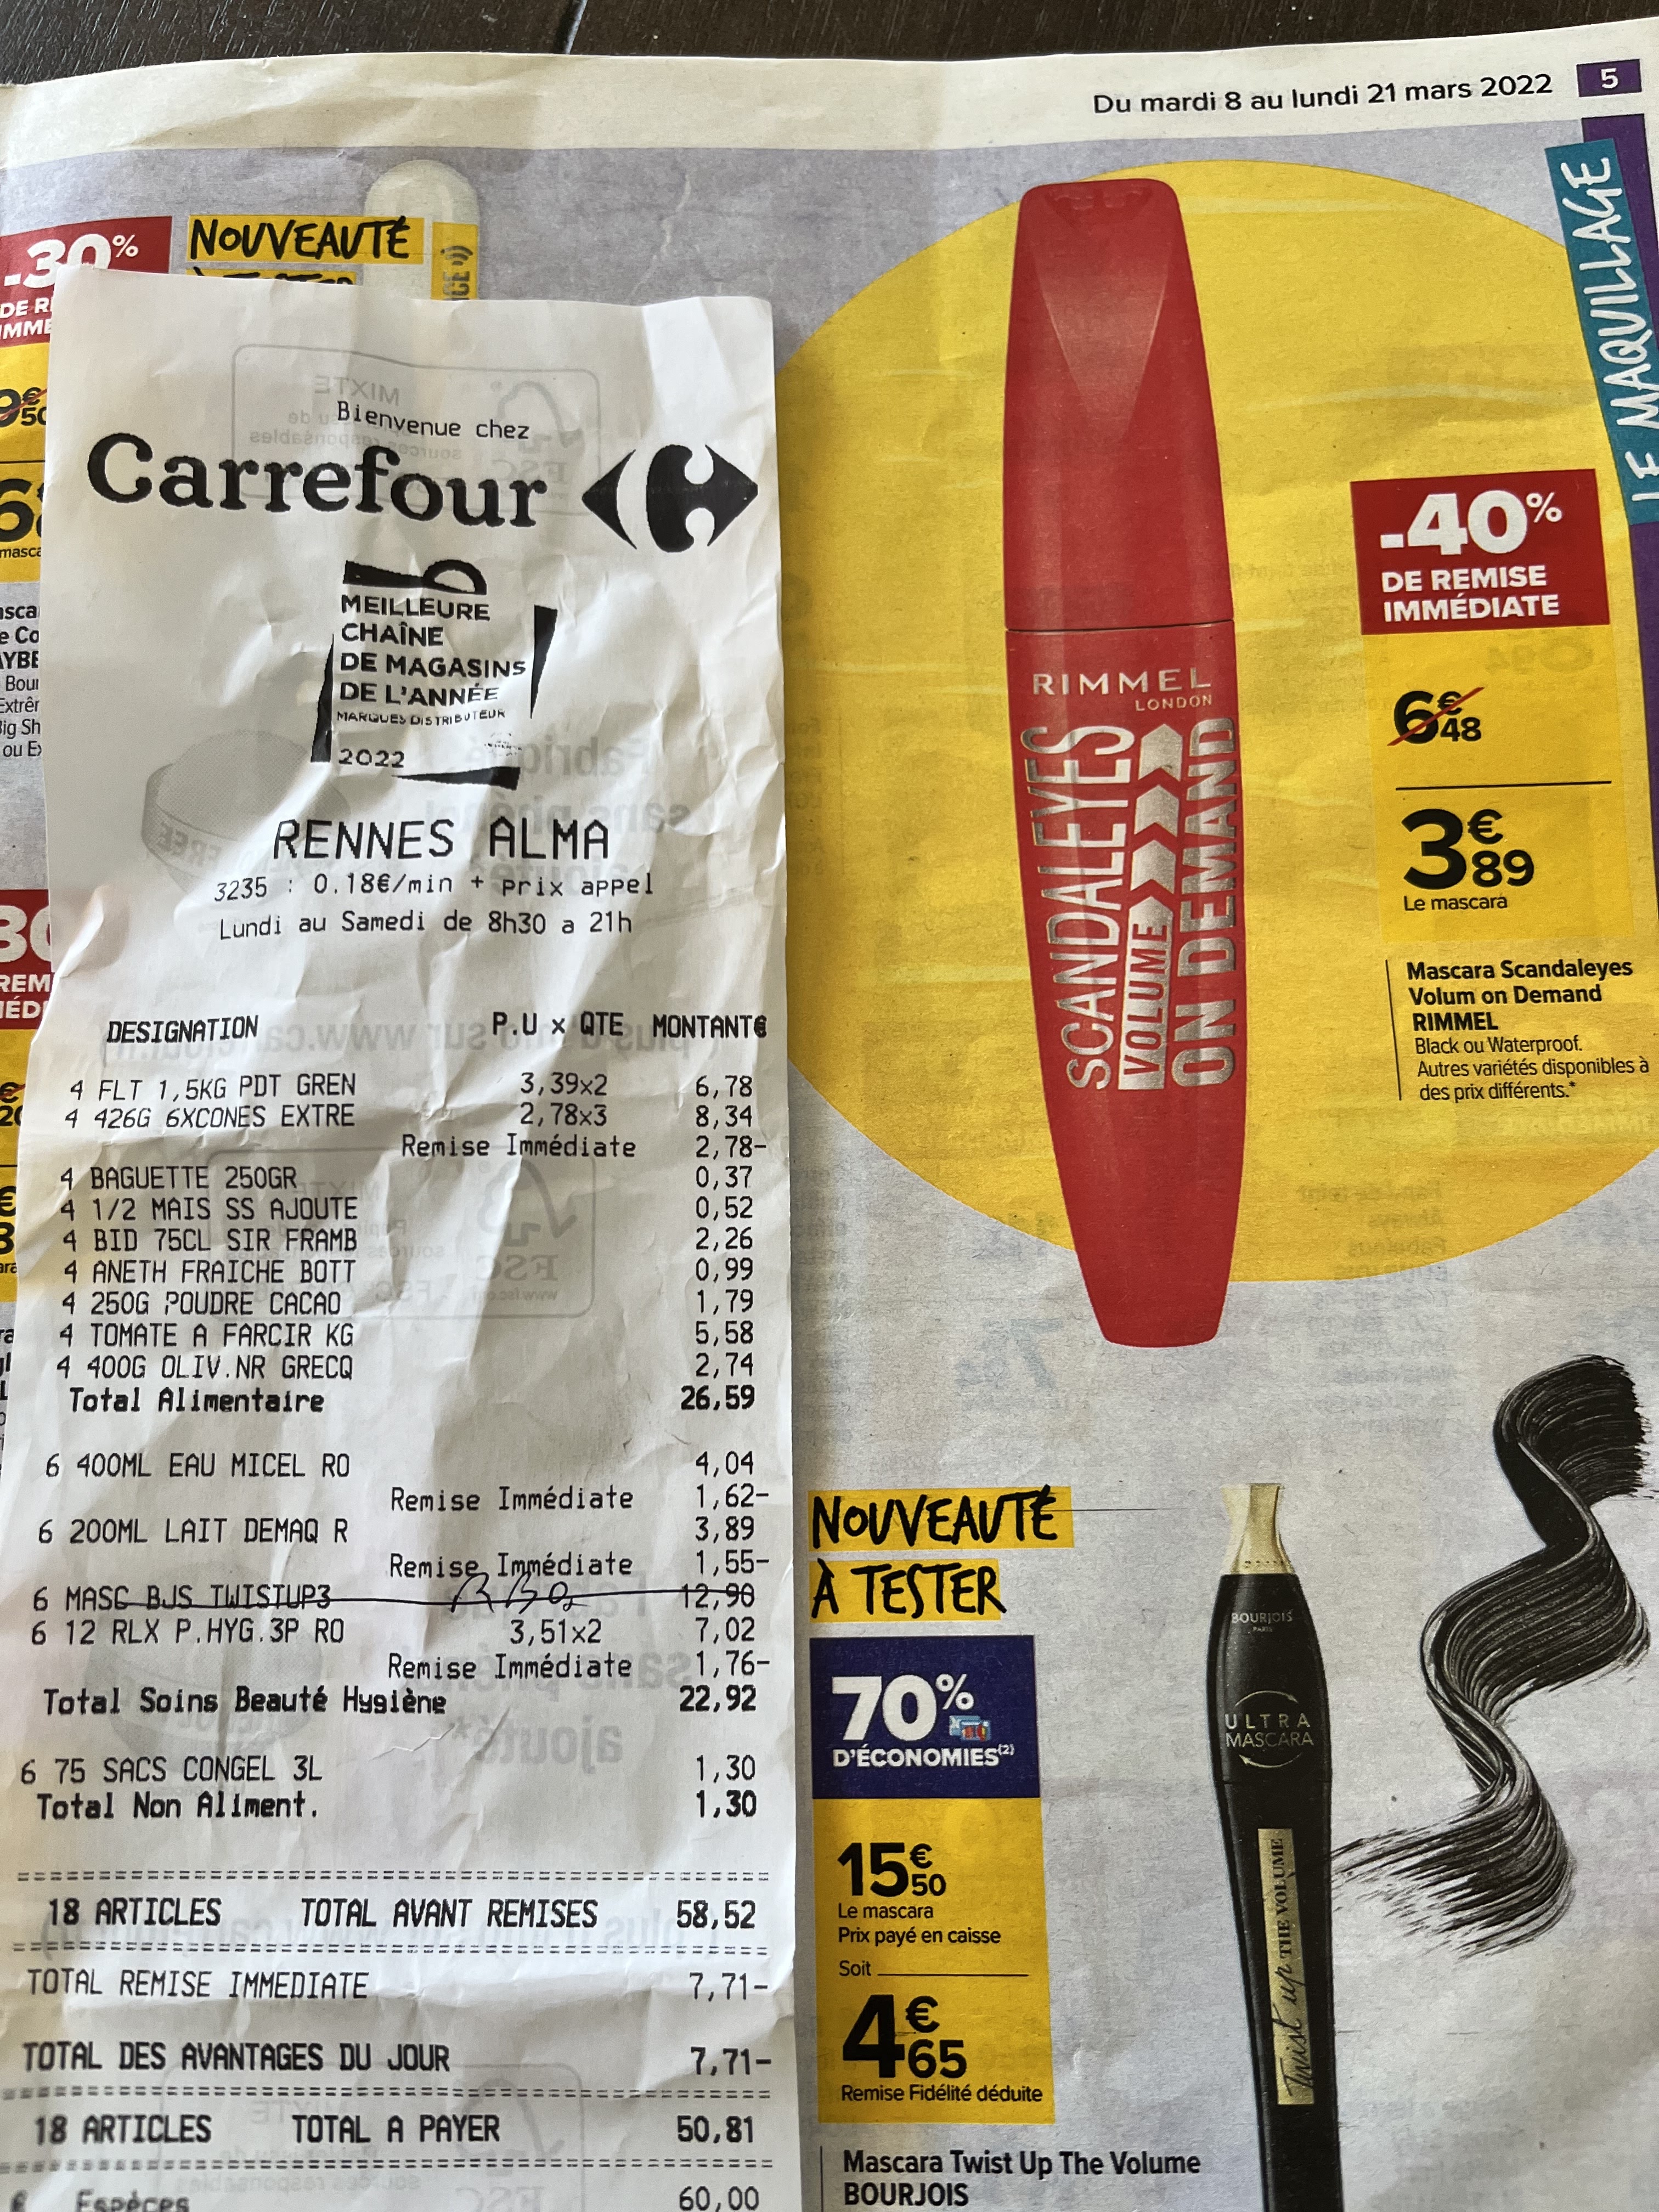 Du mardi 8 au lundi 21 mars 2022 5
LE MAQUILLAGE
-30%
NOUVEAUTÉ
Bienvenue chez
Carrefour
MEILLEURE
CHAÎNE
DE MAGASINS
DE L'ANNÉE
MARQUES DISTRIBUTEUR
2022
RENNES ALMA
3235 : 0.18€/min + prix appel
Lundi au Samedi de 8h30 a 21h
DESIGNATION P.U x QTE MONTANT€
4 FLT 1,5KG PDT GREN 3,39x2 6,78
4 426G 6XCONES EXTRE 2,78x3 8,34
Remise Immédiate 2,78-
4 BAGUETTE 250GR 0,37
4 1/2 MAIS SS AJOUTE 0,52
4 BID 75CL SIR FRAMB 2,26
4 ANETH FRAICHE BOTT 0,99
4 250G POUDRE CACAO 1,79
4 TOMATE A FARCIR KG 5,58
4 400G OLIV.NR GRECQ 2,74
Total Alimentaire 26,59
6 400ML EAU MICEL RO 4,04
Remise Immédiate 1,62-
6 200ML LAIT DEMAQ R 3,89
Remise Immédiate 1,55-
6 MASC BJS TWISTUP3 12,90
6 12 RLX P.HYG.3P RO 3,51x2 7,02
Remise Immédiate 1,76-
Total Soins Beauté Hygiène 22,92
6 75 SACS CONGEL 3L 1,30
Total Non Aliment. 1,30
18 ARTICLES TOTAL AVANT REMISES 58,52
TOTAL REMISE IMMEDIATE 7,71-
TOTAL DES AVANTAGES DU JOUR 7,71-
18 ARTICLES TOTAL A PAYER 50,81
€ Espèces 60,00
RIMMEL
LONDON
SCANDALEYES
VOLUME
ON DEMAND
-40%
DE REMISE
IMMÉDIATE
6€48
3€89
Le mascara
Mascara Scandaleyes
Volum on Demand
RIMMEL
Black ou Waterproof.
Autres variétés disponibles à
des prix différents.*
NOUVEAUTÉ
À TESTER
70%
D'ÉCONOMIES(2)
15€50
Le mascara
Prix payé en caisse
Soit
4€65
Remise Fidélité déduite
Mascara Twist Up The Volume
BOURJOIS
BOURJOIS
PARIS
ULTRA
MASCARA
Twist up THE VOLUME